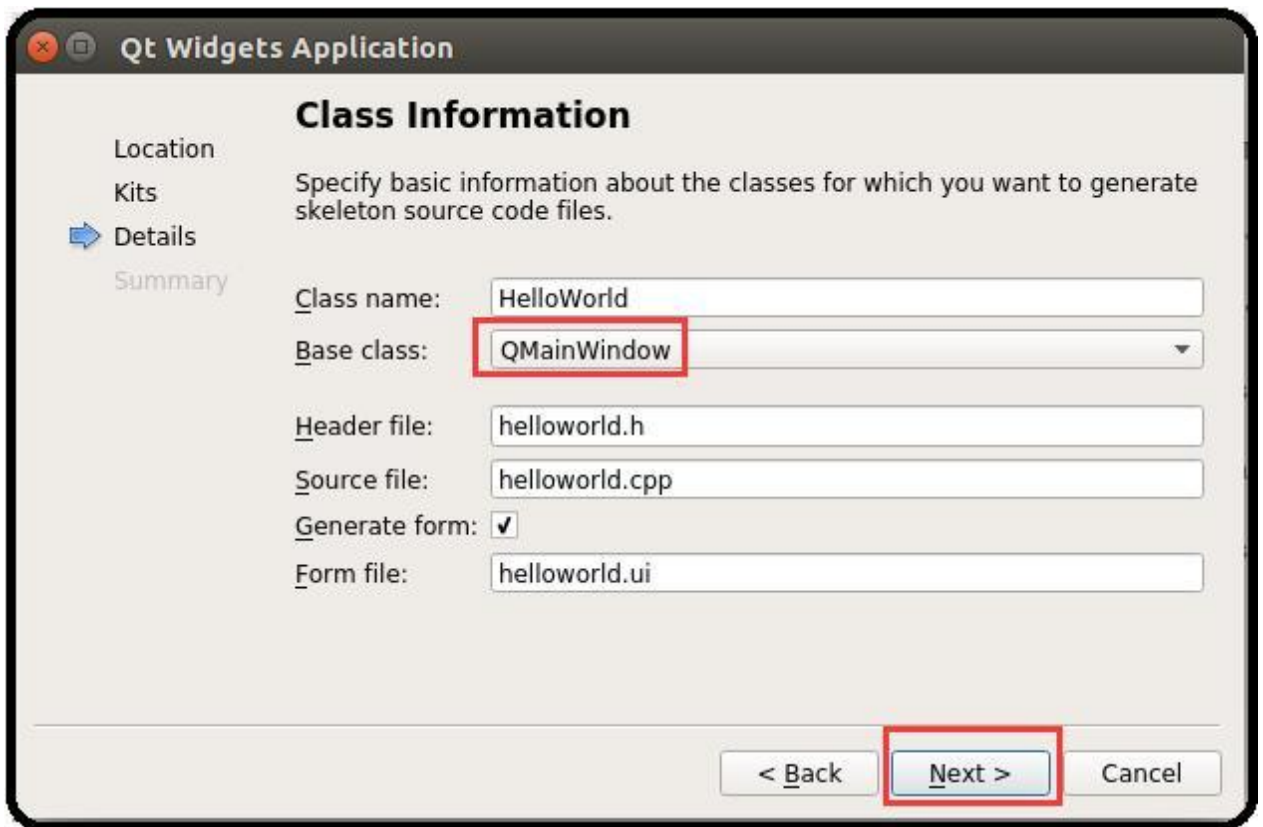 Qt Widgets Application
Class Information
Location
Kits
Details
Summary
Specify basic information about the classes for which you want to generate
skeleton source code files.
Class name: HelloWorld
Base class: QMainWindow
Header file: helloworld.h
Source file: helloworld.cpp
Generate form:
Form file: helloworld.ui
< Back Next > Cancel